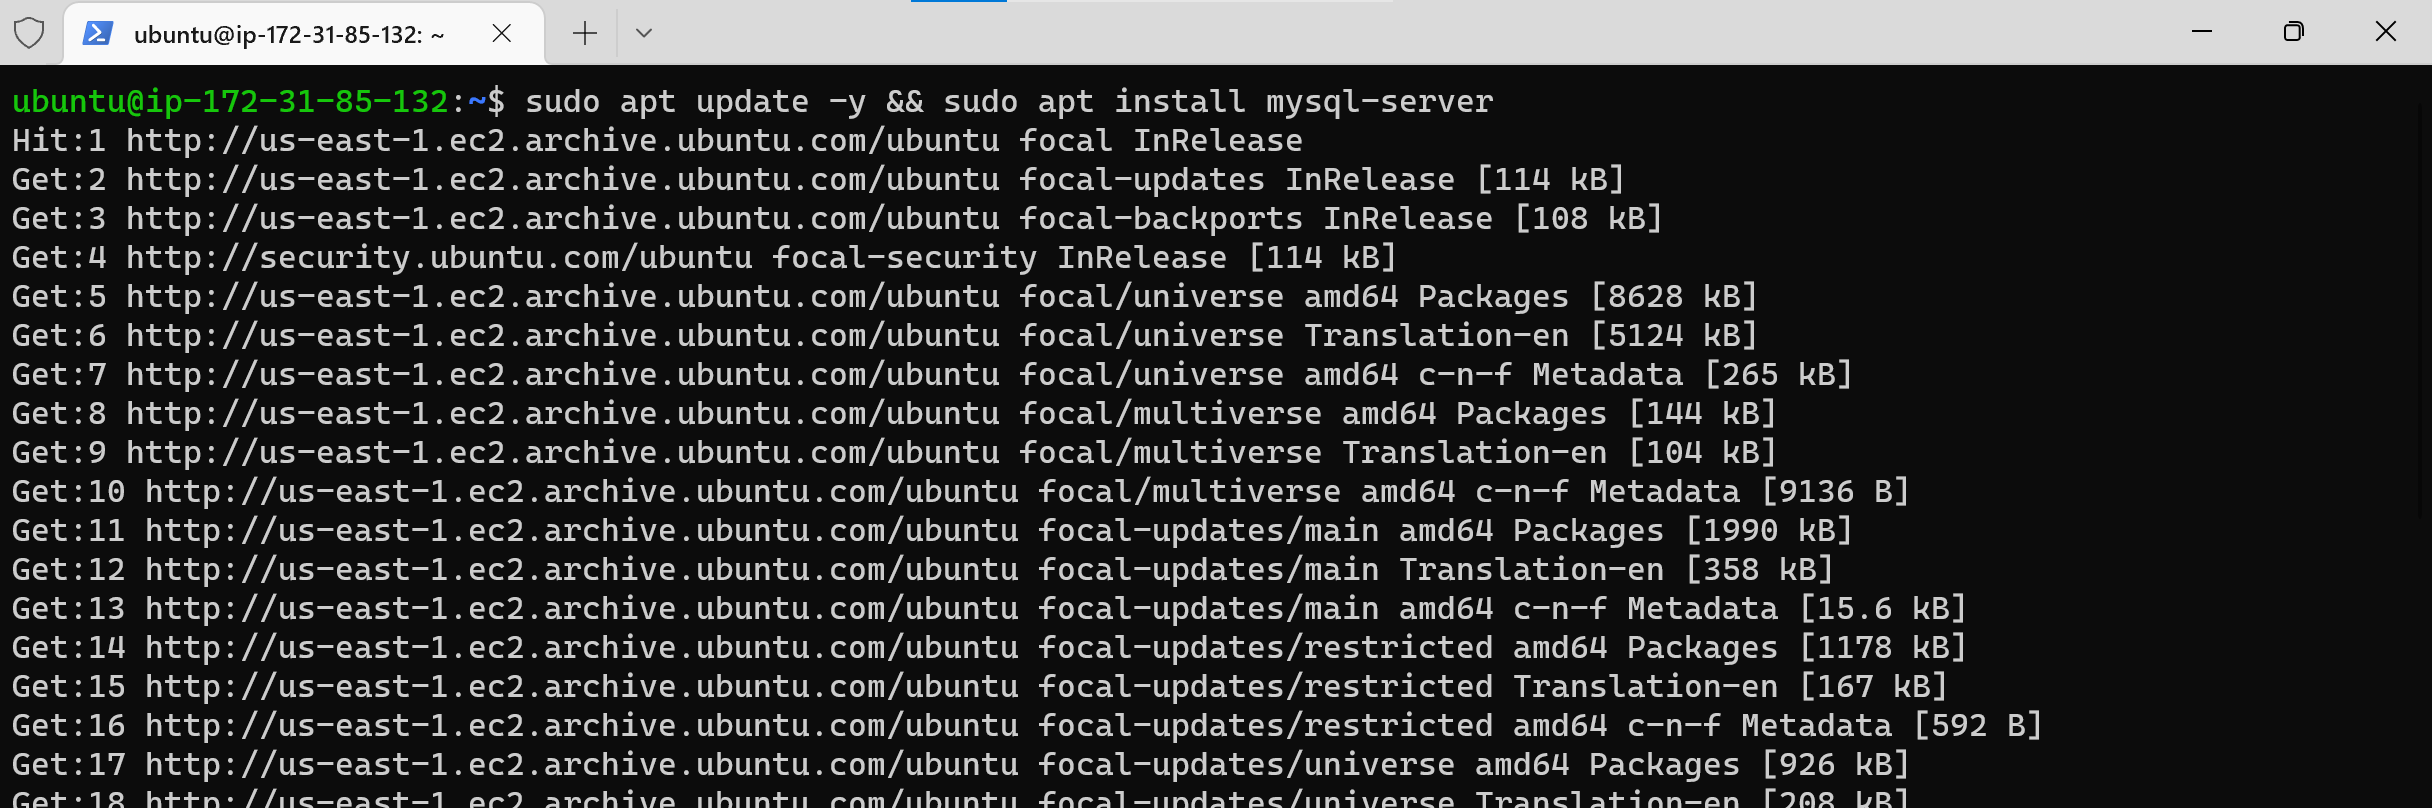 ubuntu@ip-172-31-85-132: ~
ubuntu@ip-172-31-85-132:~$ sudo apt update -y && sudo apt install mysql-server
Hit:1 http://us-east-1.ec2.archive.ubuntu.com/ubuntu focal InRelease
Get:2 http://us-east-1.ec2.archive.ubuntu.com/ubuntu focal-updates InRelease [114 kB]
Get:3 http://us-east-1.ec2.archive.ubuntu.com/ubuntu focal-backports InRelease [108 kB]
Get:4 http://security.ubuntu.com/ubuntu focal-security InRelease [114 kB]
Get:5 http://us-east-1.ec2.archive.ubuntu.com/ubuntu focal/universe amd64 Packages [8628 kB]
Get:6 http://us-east-1.ec2.archive.ubuntu.com/ubuntu focal/universe Translation-en [5124 kB]
Get:7 http://us-east-1.ec2.archive.ubuntu.com/ubuntu focal/universe amd64 c-n-f Metadata [265 kB]
Get:8 http://us-east-1.ec2.archive.ubuntu.com/ubuntu focal/multiverse amd64 Packages [144 kB]
Get:9 http://us-east-1.ec2.archive.ubuntu.com/ubuntu focal/multiverse Translation-en [104 kB]
Get:10 http://us-east-1.ec2.archive.ubuntu.com/ubuntu focal/multiverse amd64 c-n-f Metadata [9136 B]
Get:11 http://us-east-1.ec2.archive.ubuntu.com/ubuntu focal-updates/main amd64 Packages [1990 kB]
Get:12 http://us-east-1.ec2.archive.ubuntu.com/ubuntu focal-updates/main Translation-en [358 kB]
Get:13 http://us-east-1.ec2.archive.ubuntu.com/ubuntu focal-updates/main amd64 c-n-f Metadata [15.6 kB]
Get:14 http://us-east-1.ec2.archive.ubuntu.com/ubuntu focal-updates/restricted amd64 Packages [1178 kB]
Get:15 http://us-east-1.ec2.archive.ubuntu.com/ubuntu focal-updates/restricted Translation-en [167 kB]
Get:16 http://us-east-1.ec2.archive.ubuntu.com/ubuntu focal-updates/restricted amd64 c-n-f Metadata [592 B]
Get:17 http://us-east-1.ec2.archive.ubuntu.com/ubuntu focal-updates/universe amd64 Packages [926 kB]
Get:18 http://us-east-1.ec2.archive.ubuntu.com/ubuntu focal-updates/universe Translation-en [208 kB]